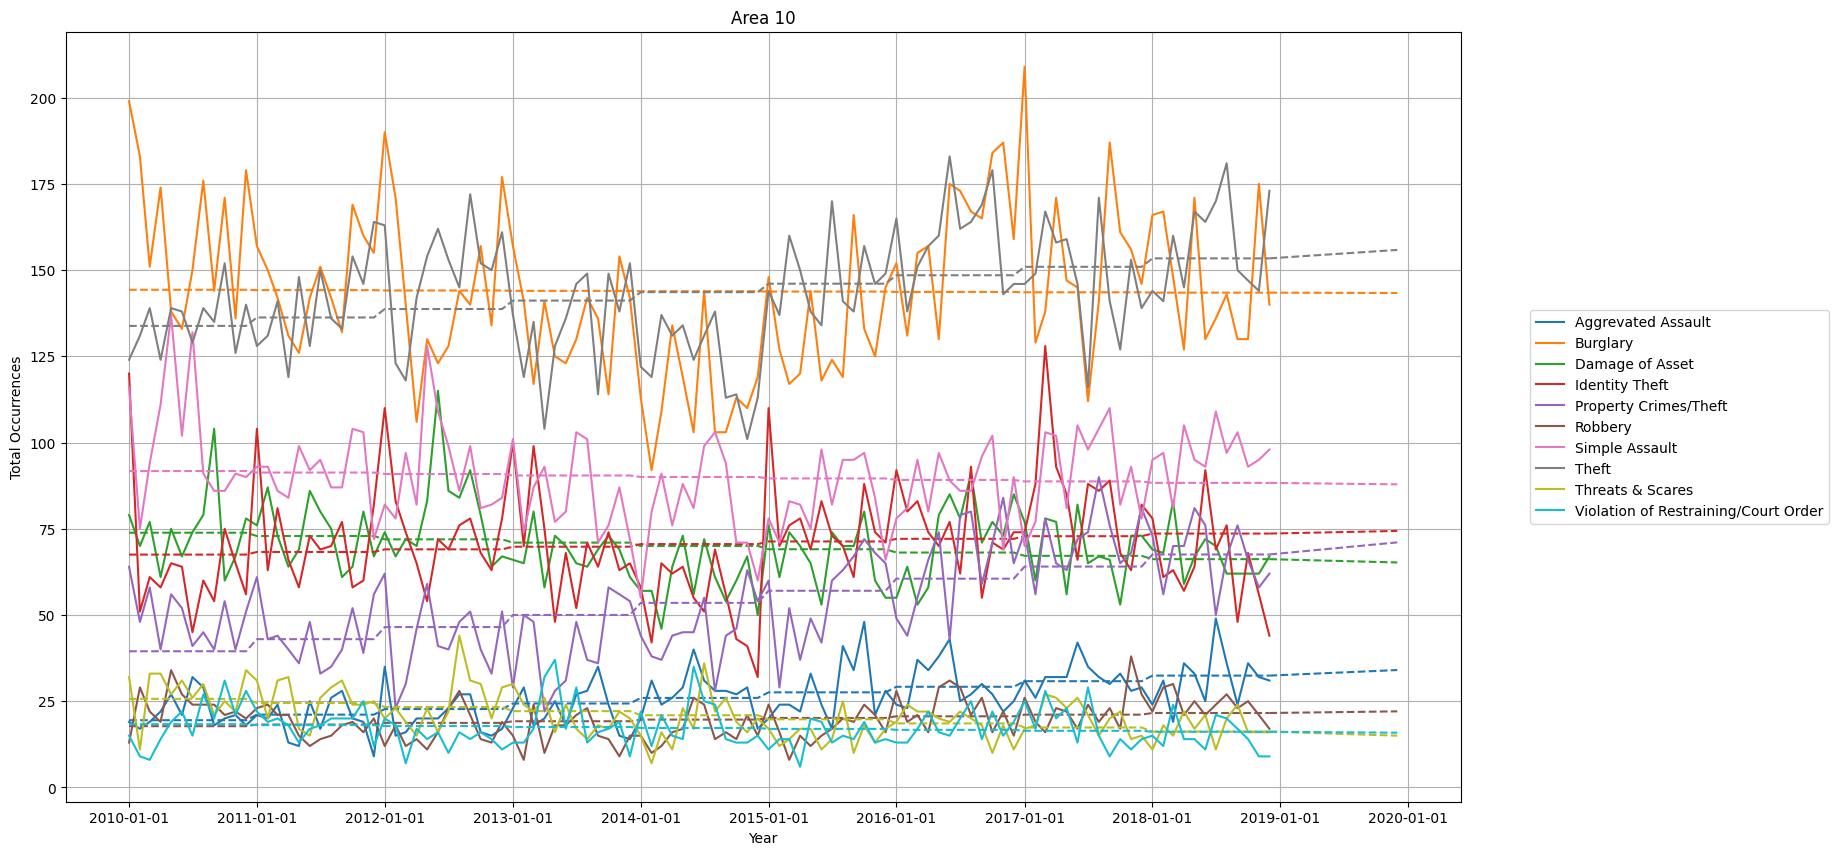 Area 10
Total Occurrences
200
175
150
125
100
75
50
25
0
2010-01-01 2011-01-01 2012-01-01 2013-01-01 2014-01-01 2015-01-01 2016-01-01 2017-01-01 2018-01-01 2019-01-01 2020-01-01
Year
Aggrevated Assault
Burglary
Damage of Asset
Identity Theft
Property Crimes/Theft
Robbery
Simple Assault
Theft
Threats & Scares
Violation of Restraining/Court Order